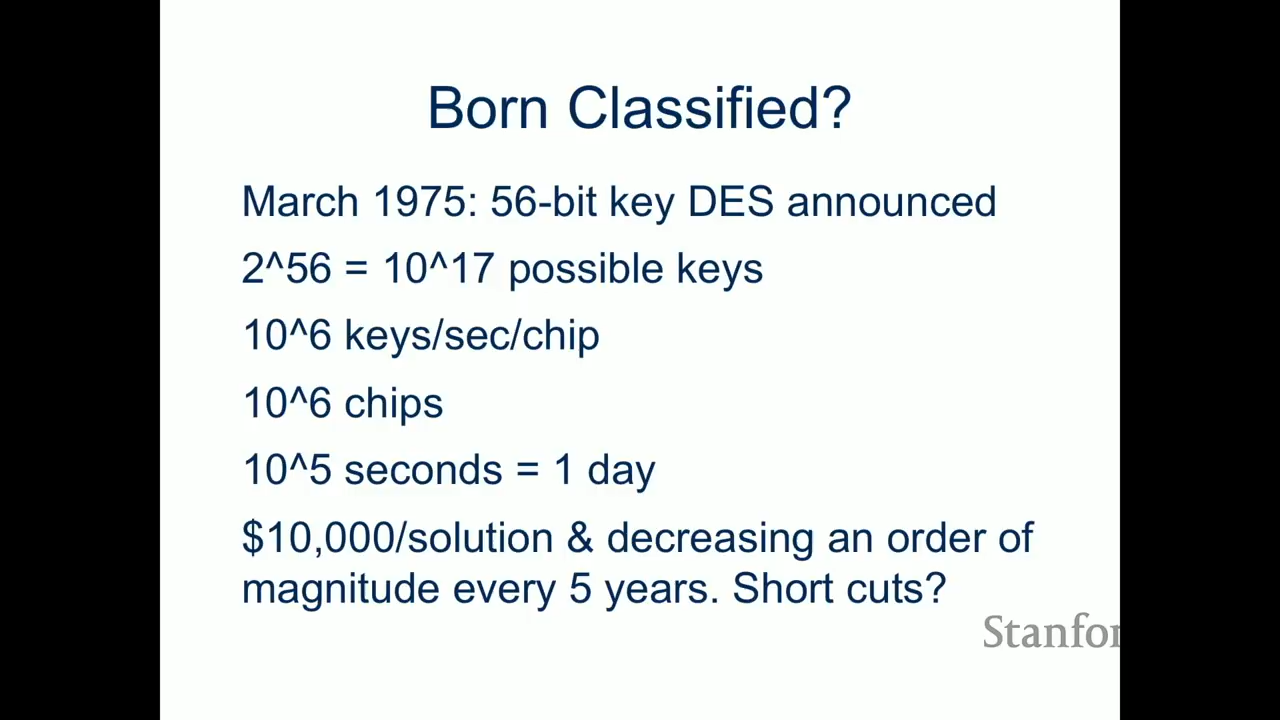 Born Classified?
March 1975: 56-bit key DES announced
2^56 = 10^17 possible keys
10^6 keys/sec/chip
10^6 chips
10^5 seconds = 1 day
$10,000/solution & decreasing an order of
magnitude every 5 years. Short cuts?
Stanfor